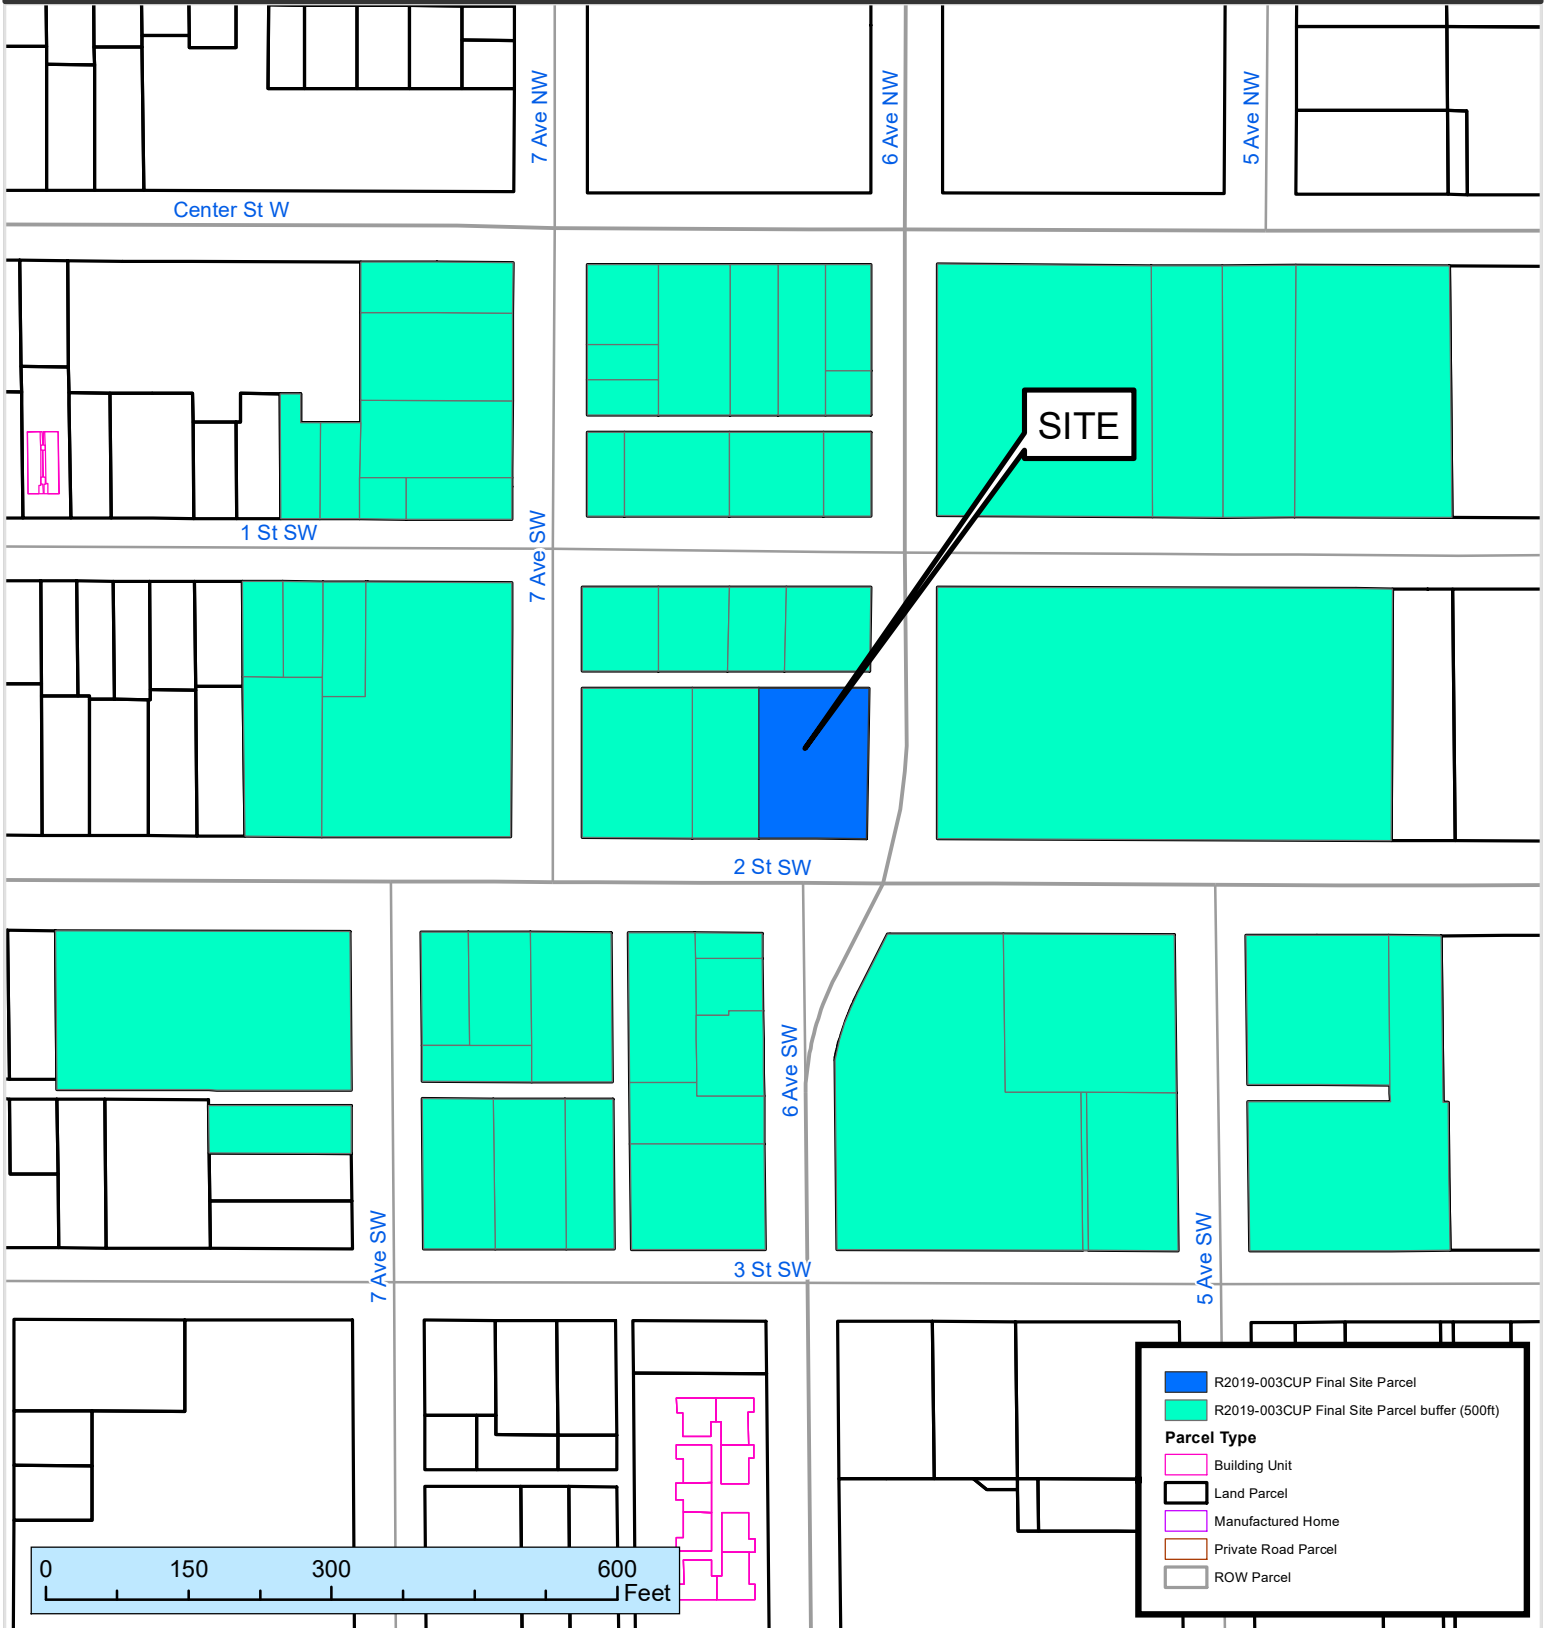 7 Ave NW
6 Ave NW
5 Ave NW
Center St W
SITE
1 St SW
7 Ave SW
2 St SW
6 Ave SW
7 Ave SW
5 Ave SW
3 St SW
R2019-003CUP Final Site Parcel
R2019-003CUP Final Site Parcel buffer (500ft)
Parcel Type
Building Unit
Land Parcel
Manufactured Home
Private Road Parcel
ROW Parcel
0 150 300 600
Feet